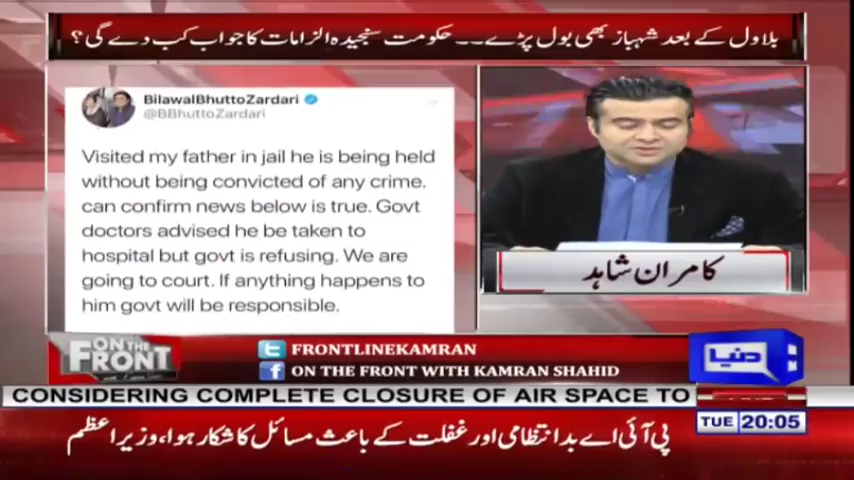 بلاول کے بعد شہباز بھی بول پڑے ۔۔ حکومت سنجیدہ الزامات کا جواب کب دے گی؟
BilawalBhuttoZardari
@BBhuttoZardari
Visited my father in jail he is being held
without being convicted of any crime.
can confirm news below is true. Govt
doctors advised he be taken to
hospital but govt is refusing. We are
going to court. If anything happens to
him govt will be responsible.
کامران شاہد
ON THE
FRONT
FRONTLINEKAMRAN
ON THE FRONT WITH KAMRAN SHAHID
دنیا
CONSIDERING COMPLETE CLOSURE OF AIR SPACE TO
TUE 20:05
پی آئی اے بدانتظامی اور غفلت کے باعث مسائل کا شکار ہوا، وزیراعظم